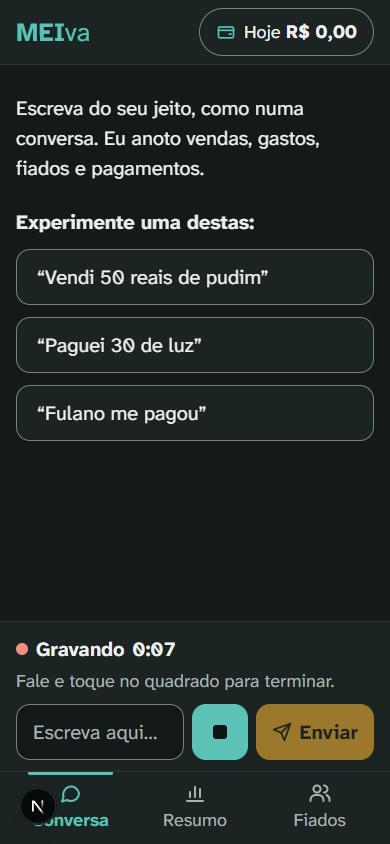 MEIva
Hoje R$ 0,00
Escreva do seu jeito, como numa
conversa. Eu anoto vendas, gastos,
fiados e pagamentos.
Experimente uma destas:
“Vendi 50 reais de pudim”
“Paguei 30 de luz”
“Fulano me pagou”
Gravando 0:07
Fale e toque no quadrado para terminar.
Escreva aqui...
Enviar
N
Conversa
Resumo
Fiados